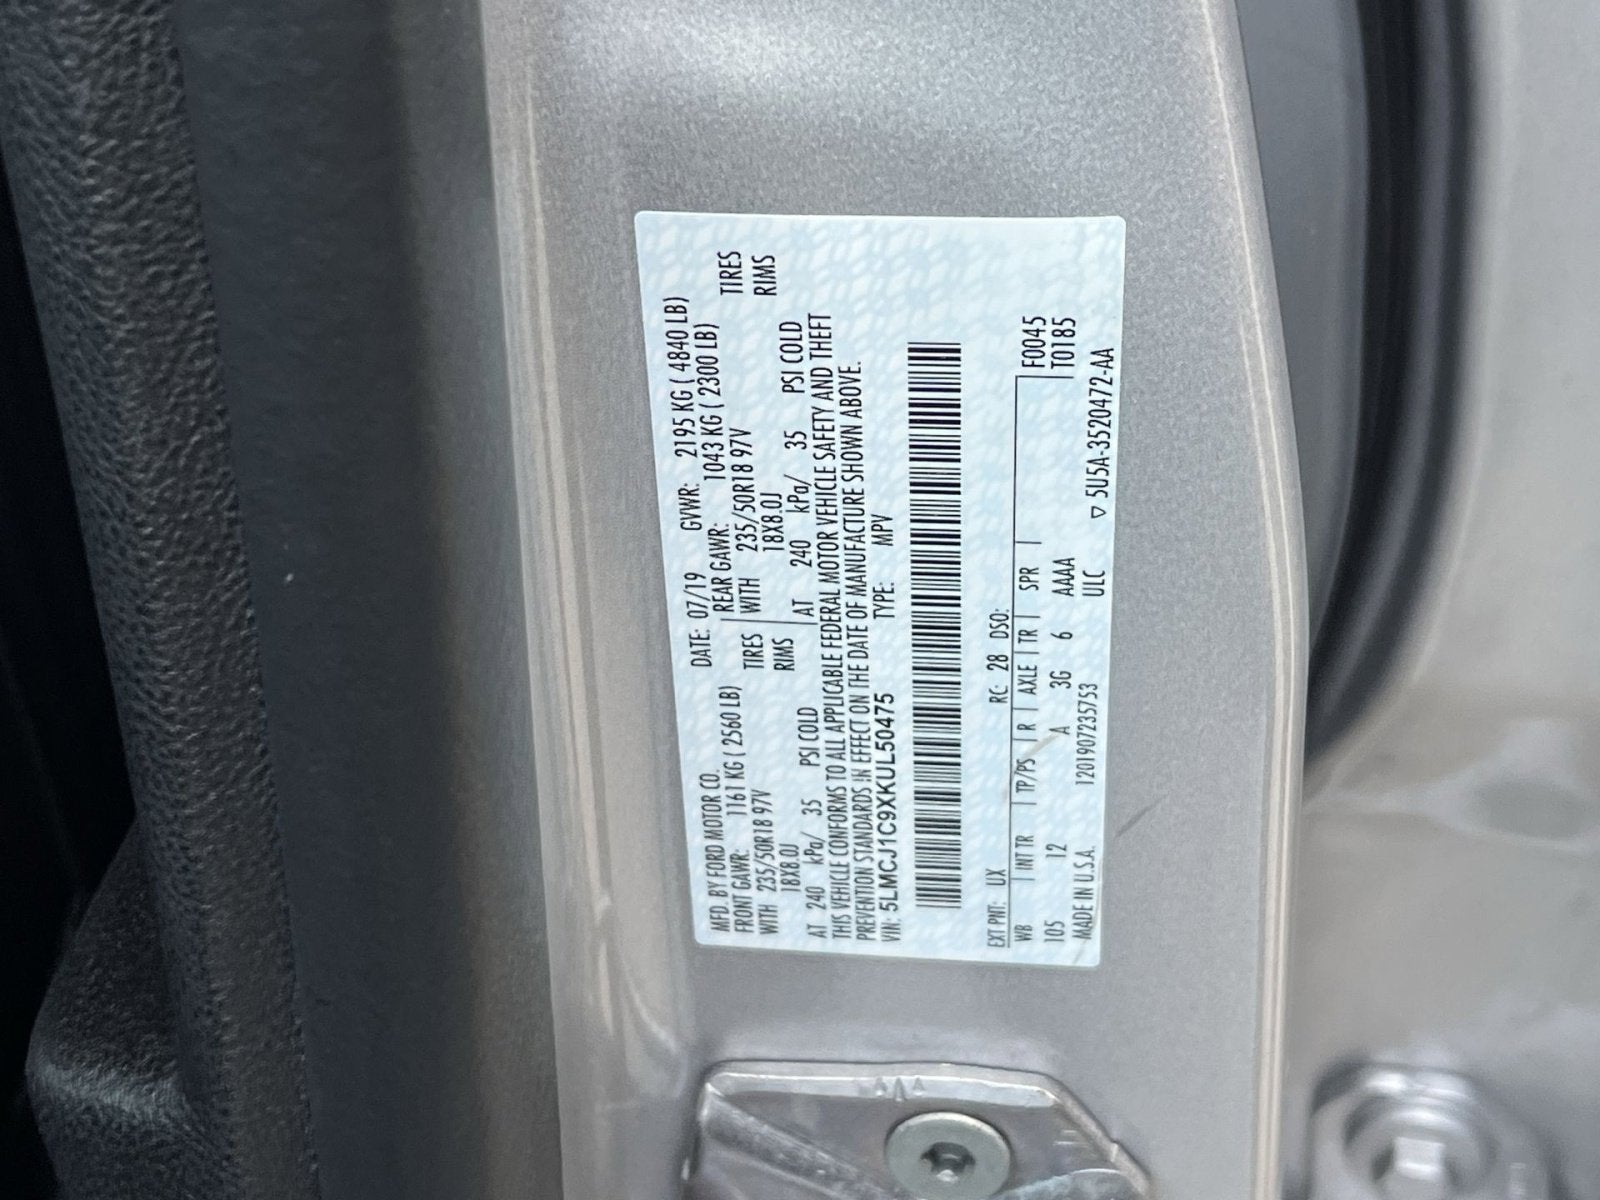 MFD. BY FORD MOTOR CO. DATE: 07/19 GVWR: 2195 KG ( 4840 LB)
FRONT GAWR: 1161 KG ( 2560 LB) REAR GAWR: 1043 KG ( 2300 LB)
WITH 235/50R18 97V TIRES WITH 235/50R18 97V TIRES
18X8.0J RIMS 18X8.0J RIMS
AT 240 kPa/ 35 PSI COLD AT 240 kPa/ 35 PSI COLD
THIS VEHICLE CONFORMS TO ALL APPLICABLE FEDERAL MOTOR VEHICLE SAFETY AND THEFT
PREVENTION STANDARDS IN EFFECT ON THE DATE OF MANUFACTURE SHOWN ABOVE.
VIN: 5LMCJ1C9XKUL50475 TYPE: MPV
EXT PNT: UX RC: 28 DSO:
WB | INT TR | TP/PS | R | AXLE | TR | SPR | F0045
105 12 A 3G 6 AAAA T0185
MADE IN U.S.A. 1201907235753 ULC ▽ 5U5A-3520472-AA